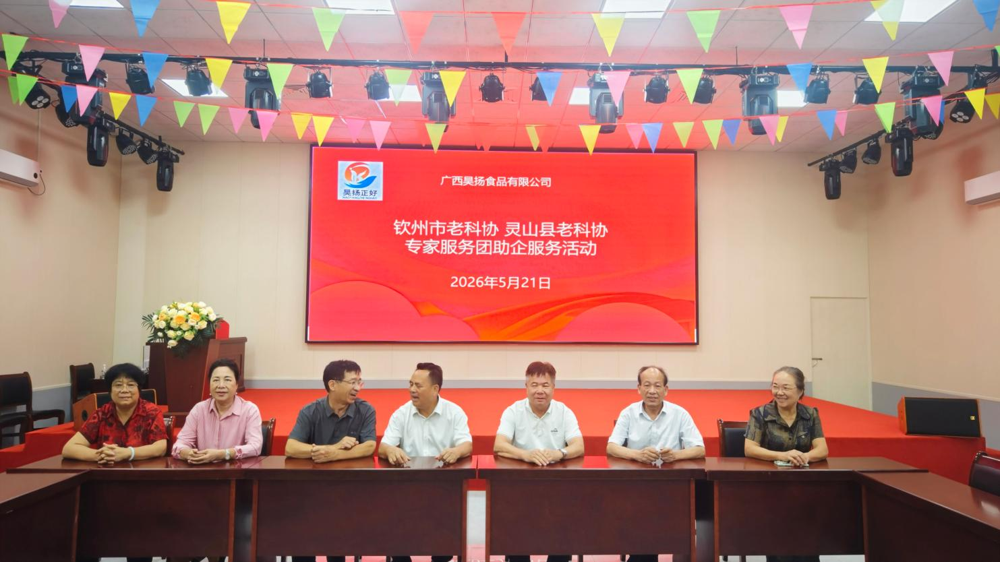 昊扬正好
HAOYANGZHENGHAO
广西昊扬食品有限公司
钦州市老科协 灵山县老科协
专家服务团助企服务活动
2026年5月21日